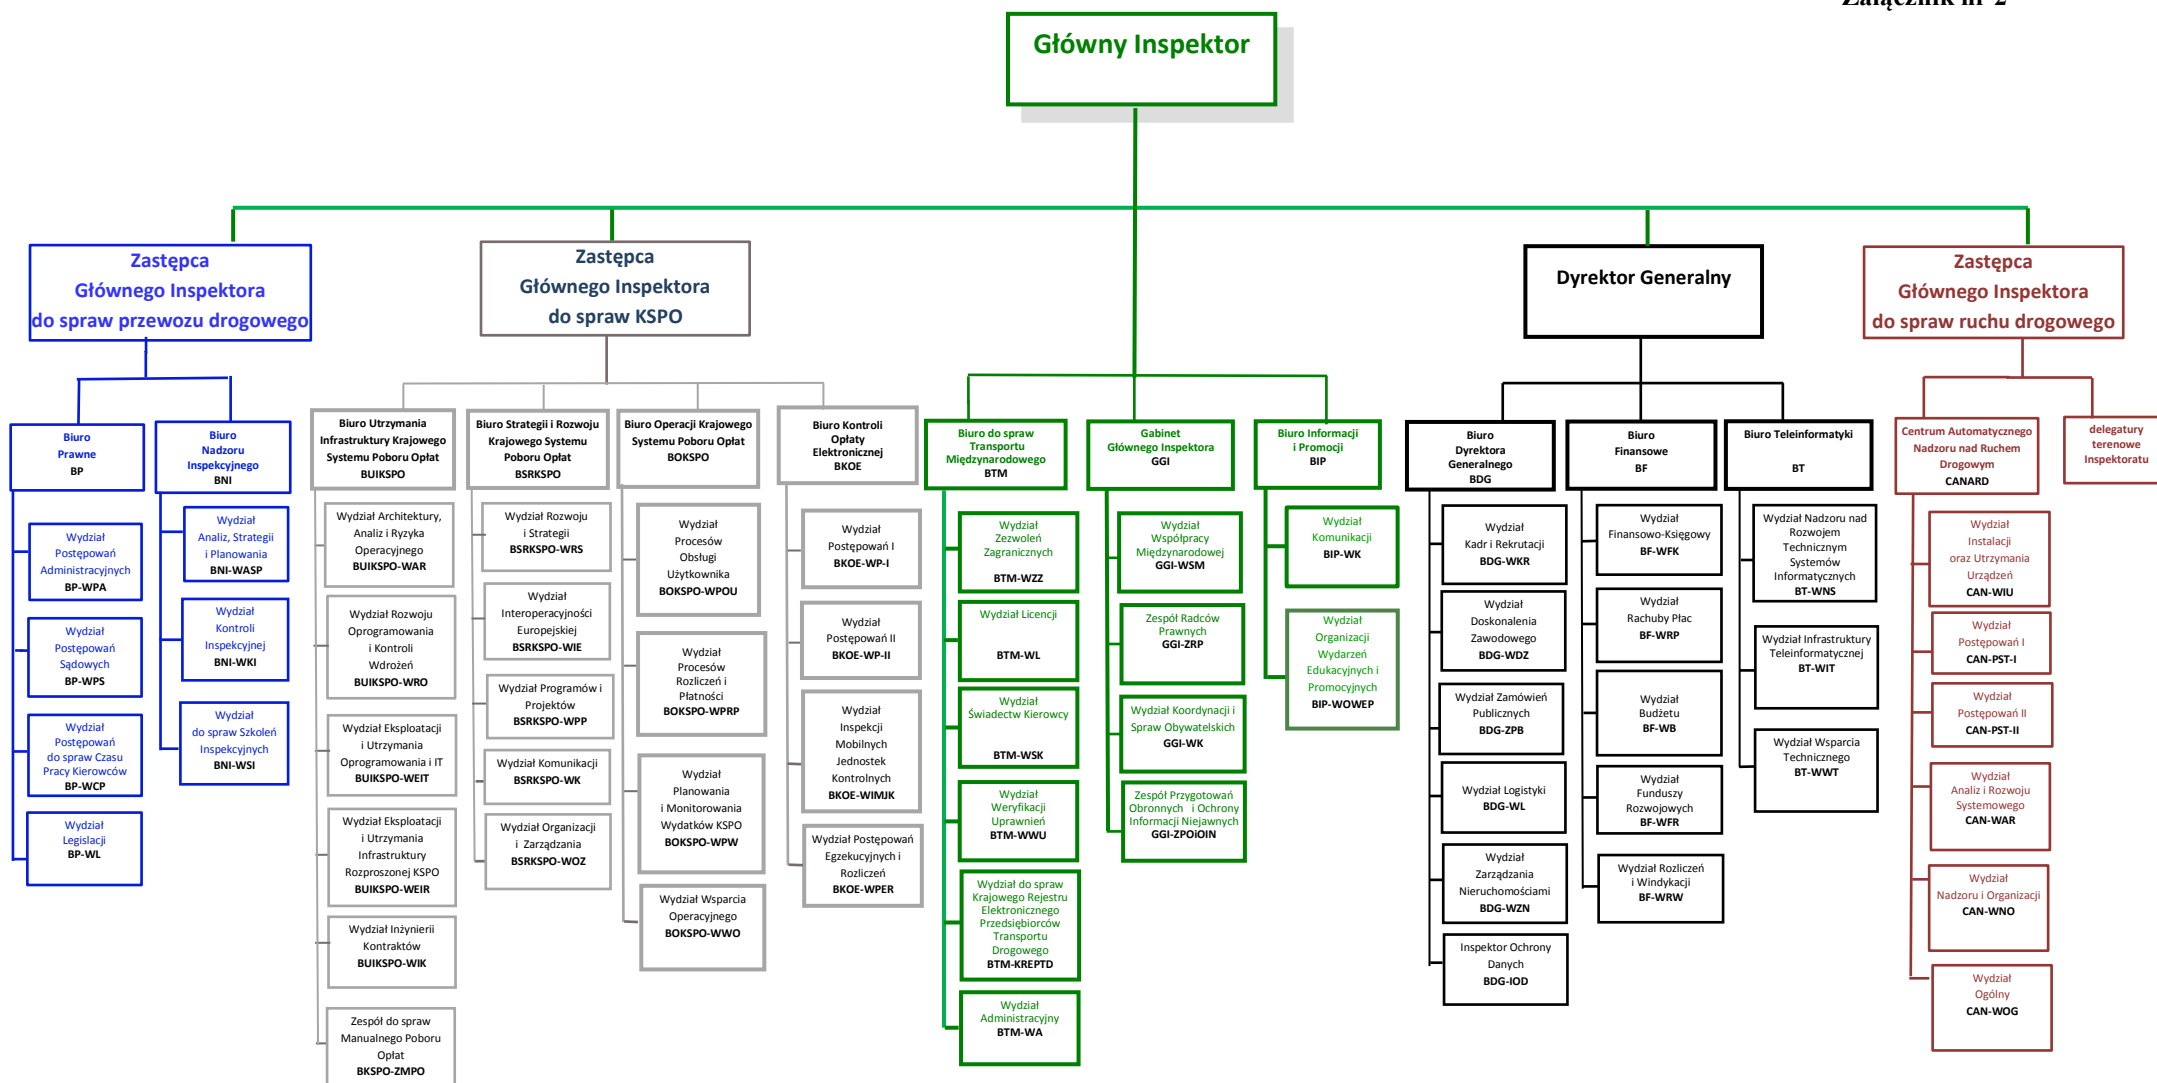 Załącznik nr 2
Główny Inspektor
Zastępca
Głównego Inspektora
do spraw przewozu drogowego
Zastępca
Głównego Inspektora
do spraw KSPO
Dyrektor Generalny
Zastępca
Głównego Inspektora
do spraw ruchu drogowego
Biuro
Prawne
BP
Wydział
Postępowań
Administracyjnych
BP-WPA
Wydział
Postępowań
Sądowych
BP-WPS
Wydział
Postępowań
do spraw Czasu
Pracy Kierowców
BP-WCP
Wydział
Legislacji
BP-WL
Biuro
Nadzoru
Inspekcyjnego
BNI
Wydział
Analiz, Strategii
i Planowania
BNI-WASP
Wydział
Kontroli
Inspekcyjnej
BNI-WKI
Wydział
do spraw Szkoleń
Inspekcyjnych
BNI-WSI
Biuro Utrzymania
Infrastruktury Krajowego
Systemu Poboru Opłat
BUIKSPO
Wydział Architektury,
Analiz i Ryzyka
Operacyjnego
BUIKSPO-WAR
Wydział Rozwoju
Oprogramowania
i Kontroli
Wdrożeń
BUIKSPO-WRO
Wydział Eksploatacji
i Utrzymania
Oprogramowania i IT
BUIKSPO-WEIT
Wydział Eksploatacji
i Utrzymania
Infrastruktury
Rozproszonej KSPO
BUIKSPO-WEIR
Wydział Inżynierii
Kontraktów
BUIKSPO-WIK
Zespół do spraw
Manualnego Poboru
Opłat
BKSPO-ZMPO
Biuro Strategii i Rozwoju
Krajowego Systemu
Poboru Opłat
BSRKSPO
Wydział Rozwoju
i Strategii
BSRKSPO-WRS
Wydział
Interoperacyjności
Europejskiej
BSRKSPO-WIE
Wydział Programów i
Projektów
BSRKSPO-WPP
Wydział Komunikacji
BSRKSPO-WK
Wydział Organizacji
i Zarządzania
BSRKSPO-WOZ
Biuro Operacji Krajowego
Systemu Poboru Opłat
BOKSPO
Wydział
Procesów
Obsługi
Użytkownika
BOKSPO-WPOU
Wydział
Procesów
Rozliczeń i
Płatności
BOKSPO-WPRP
Wydział
Planowania
i Monitorowania
Wydatków KSPO
BOKSPO-WPW
Wydział Wsparcia
Operacyjnego
BOKSPO-WWO
Biuro Kontroli
Opłaty
Elektronicznej
BKOE
Wydział
Postępowań I
BKOE-WP-I
Wydział
Postępowań II
BKOE-WP-II
Wydział
Inspekcji
Mobilnych
Jednostek
Kontrolnych
BKOE-WIMJK
Wydział Postępowań
Egzekucyjnych i
Rozliczeń
BKOE-WPER
Biuro do spraw
Transportu
Międzynarodowego
BTM
Wydział
Zezwoleń
Zagranicznych
BTM-WZZ
Wydział Licencji
BTM-WL
Wydział
Świadectw Kierowcy
BTM-WSK
Wydział
Weryfikacji
Uprawnień
BTM-WWU
Wydział do spraw
Krajowego Rejestru
Elektronicznego
Przedsiębiorców
Transportu
Drogowego
BTM-KREPTD
Wydział
Administracyjny
BTM-WA
Gabinet
Głównego Inspektora
GGI
Wydział
Współpracy
Międzynarodowej
GGI-WSM
Zespół Radców
Prawnych
GGI-ZRP
Wydział Koordynacji i
Spraw Obywatelskich
GGI-WK
Zespół Przygotowań
Obronnych i Ochrony
Informacji Niejawnych
GGI-ZPOiOIN
Biuro Informacji
i Promocji
BIP
Wydział
Komunikacji
BIP-WK
Wydział
Organizacji
Wydarzeń
Edukacyjnych i
Promocyjnych
BIP-WOWEP
Biuro
Dyrektora
Generalnego
BDG
Wydział
Kadr i Rekrutacji
BDG-WKR
Wydział
Doskonalenia
Zawodowego
BDG-WDZ
Wydział Zamówień
Publicznych
BDG-ZPB
Wydział Logistyki
BDG-WL
Wydział
Zarządzania
Nieruchomościami
BDG-WZN
Inspektor Ochrony
Danych
BDG-IOD
Biuro
Finansowe
BF
Wydział
Finansowo-Księgowy
BF-WFK
Wydział
Rachuby Płac
BF-WRP
Wydział
Budżetu
BF-WB
Wydział
Funduszy
Rozwojowych
BF-WFR
Wydział Rozliczeń
i Windykacji
BF-WRW
Biuro Teleinformatyki
BT
Wydział Nadzoru nad
Rozwojem
Technicznym
Systemów
Informatycznych
BT-WNS
Wydział Infrastruktury
Teleinformatycznej
BT-WIT
Wydział Wsparcia
Technicznego
BT-WWT
Centrum Automatycznego
Nadzoru nad Ruchem
Drogowym
CANARD
Wydział
Instalacji
oraz Utrzymania
Urządzeń
CAN-WIU
Wydział
Postępowań I
CAN-PST-I
Wydział
Postępowań II
CAN-PST-II
Wydział
Analiz i Rozwoju
Systemowego
CAN-WAR
Wydział
Nadzoru i Organizacji
CAN-WNO
Wydział
Ogólny
CAN-WOG
delegatury
terenowe
Inspektoratu